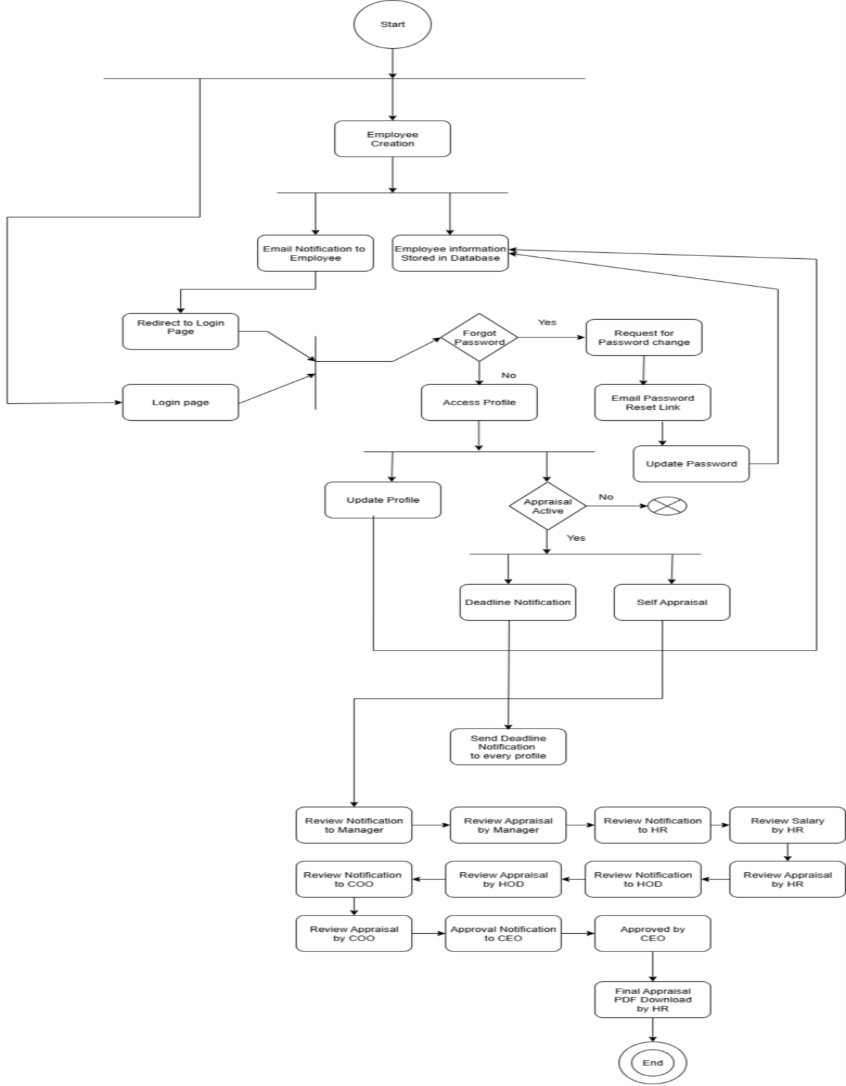 Start
Employee
Creation
Email Notification to
Employee
Employee information
Stored in Database
Redirect to Login
Page
Forgot
Password
Yes
Request for
Password change
No
Login page
Access Profile
Email Password
Reset Link
Update Password
Update Profile
Appraisal
Active
No
Yes
Deadline Notification
Self Appraisal
Send Deadline
Notification
to every profile
Review Notification
to Manager
Review Appraisal
by Manager
Review Notification
to HR
Review Salary
by HR
Review Notification
to COO
Review Appraisal
by HOD
Review Notification
to HOD
Review Appraisal
by HR
Review Appraisal
by COO
Approval Notification
to CEO
Approved by
CEO
Final Appraisal
PDF Download
by HR
End